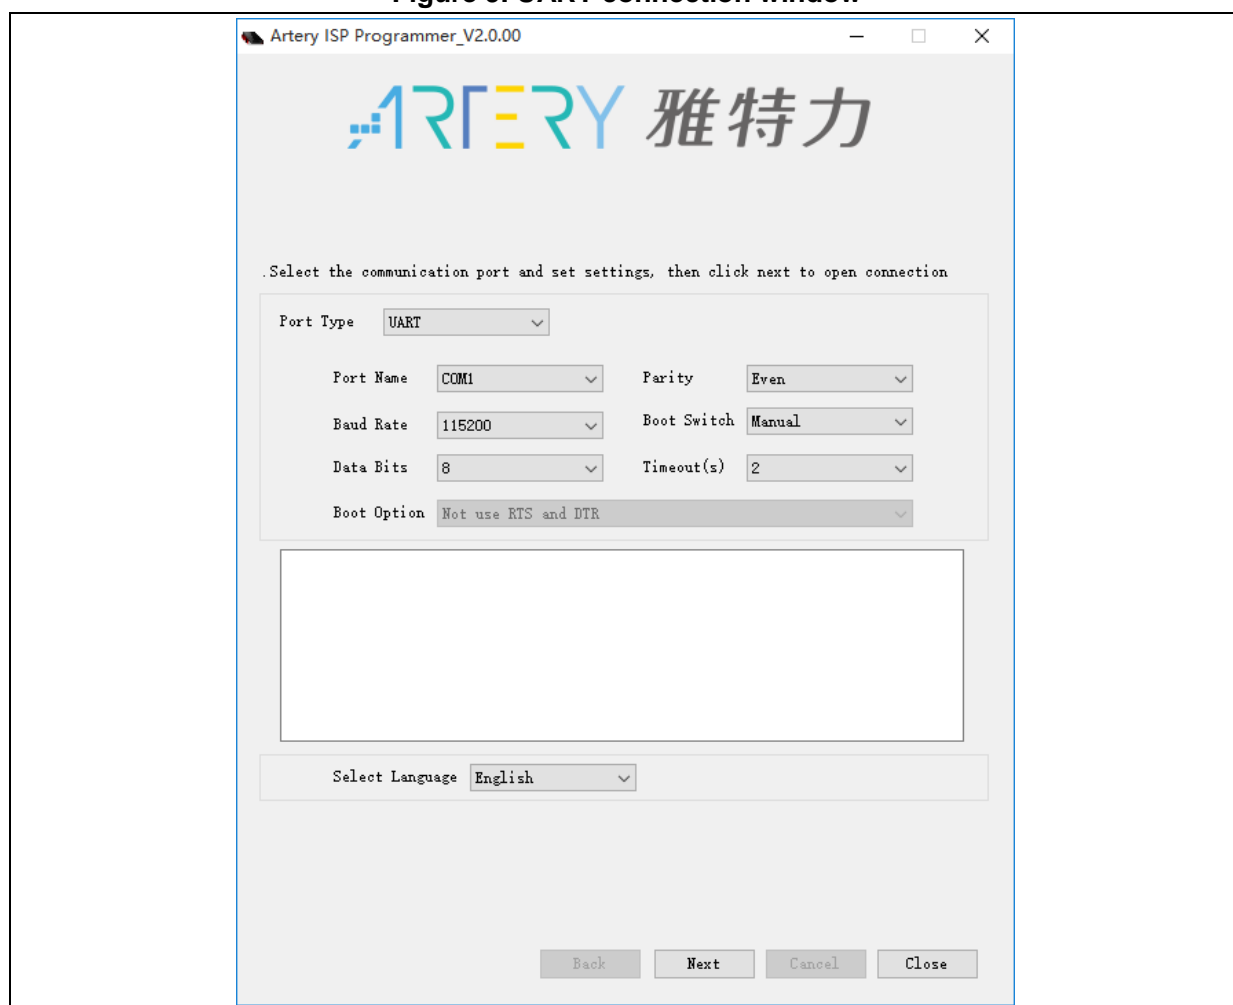 Figure UART connection window
Artery ISP Programmer_V2.0.00
ARTERY 雅特力
.Select the communication port and set settings, then click next to open connection
Port Type UART
Port Name COM1 Parity Even
Baud Rate 115200 Boot Switch Manual
Data Bits 8 Timeout(s) 2
Boot Option Not use RTS and DTR
Select Language English
Back Next Cancel Close